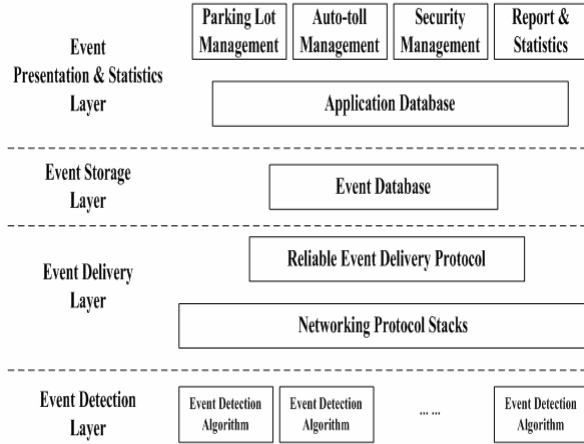 Event
Presentation & Statistics
Layer
Parking Lot
Management
Auto-toll
Management
Security
Management
Report &
Statistics
Application Database
Event Storage
Layer
Event Database
Event Delivery
Layer
Reliable Event Delivery Protocol
Networking Protocol Stacks
Event Detection
Layer
Event Detection
Algorithm
Event Detection
Algorithm
... ...
Event Detection
Algorithm